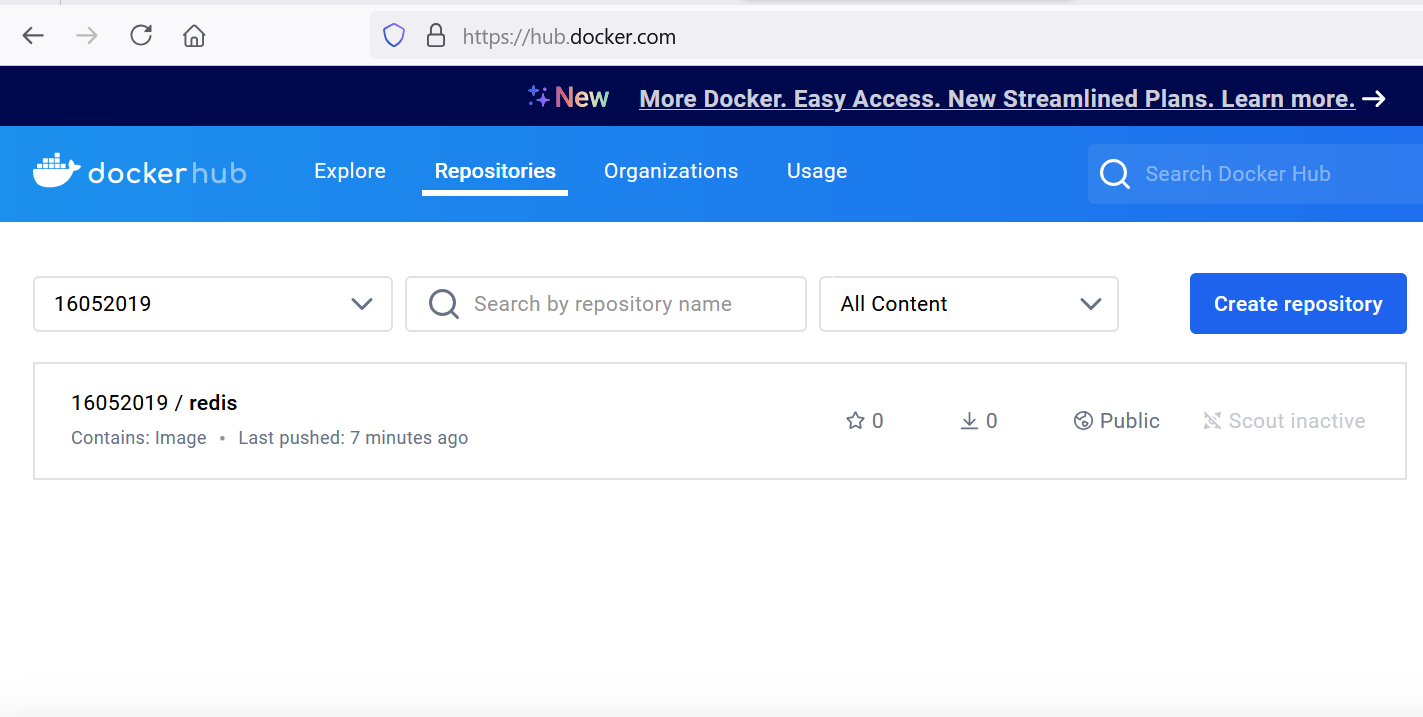 https://hub.docker.com
New More Docker. Easy Access. New Streamlined Plans. Learn more.
dockerhub Explore Repositories Organizations Usage Search Docker Hub
16052019 Search by repository name All Content Create repository
16052019 / redis
Contains: Image • Last pushed: 7 minutes ago
0 0 Public Scout inactive